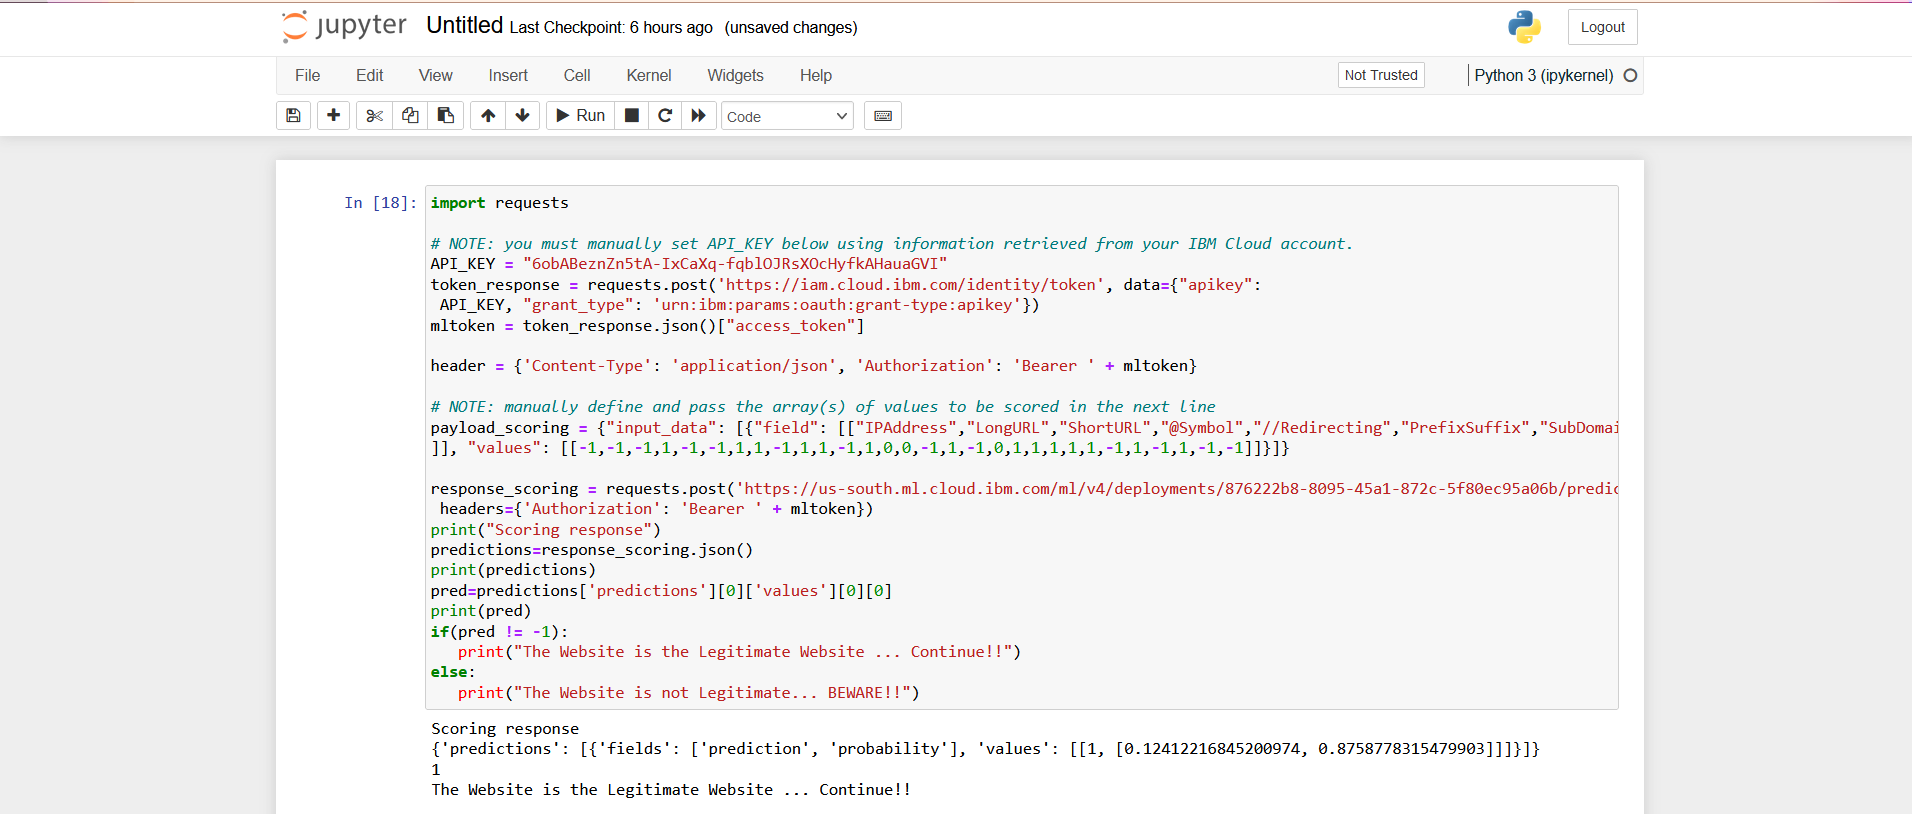 jupyter Untitled Last Checkpoint: 6 hours ago (unsaved changes) Logout
File Edit View Insert Cell Kernel Widgets Help Not Trusted Python 3 (ipykernel)
Run Code
In [18]:
import requests
# NOTE: you must manually set API_KEY below using information retrieved from your IBM Cloud account.
API_KEY = "6obABeznZn5tA-IxCaXq-fqblOJRsXOcHyfkAHauaGVI"
token_response = requests.post('https://iam.cloud.ibm.com/identity/token', data={"apikey":
API_KEY, "grant_type": 'urn:ibm:params:oauth:grant-type:apikey'})
mltoken = token_response.json()["access_token"]
header = {'Content-Type': 'application/json', 'Authorization': 'Bearer ' + mltoken}
# NOTE: manually define and pass the array(s) of values to be scored in the next line
payload_scoring = {"input_data": [{"field": [["IPAddress","LongURL","ShortURL","@Symbol","//Redirecting","PrefixSuffix","SubDomai
]], "values": [[-1,-1,-1,1,-1,-1,1,1,-1,1,1,-1,1,0,0,-1,1,-1,0,1,1,1,1,1,-1,1,-1,1,-1,-1]]}]}
response_scoring = requests.post('https://us-south.ml.cloud.ibm.com/ml/v4/deployments/876222b8-8095-45a1-872c-5f80ec95a06b/predic
headers={'Authorization': 'Bearer ' + mltoken})
print("Scoring response")
predictions=response_scoring.json()
print(predictions)
pred=predictions['predictions'][0]['values'][0][0]
print(pred)
if(pred != -1):
print("The Website is the Legitimate Website ... Continue!!")
else:
print("The Website is not Legitimate... BEWARE!!")
Scoring response
{'predictions': [{'fields': ['prediction', 'probability'], 'values': [[1, [0.12412216845200974, 0.8758778315479903]]]}]}
1
The Website is the Legitimate Website ... Continue!!